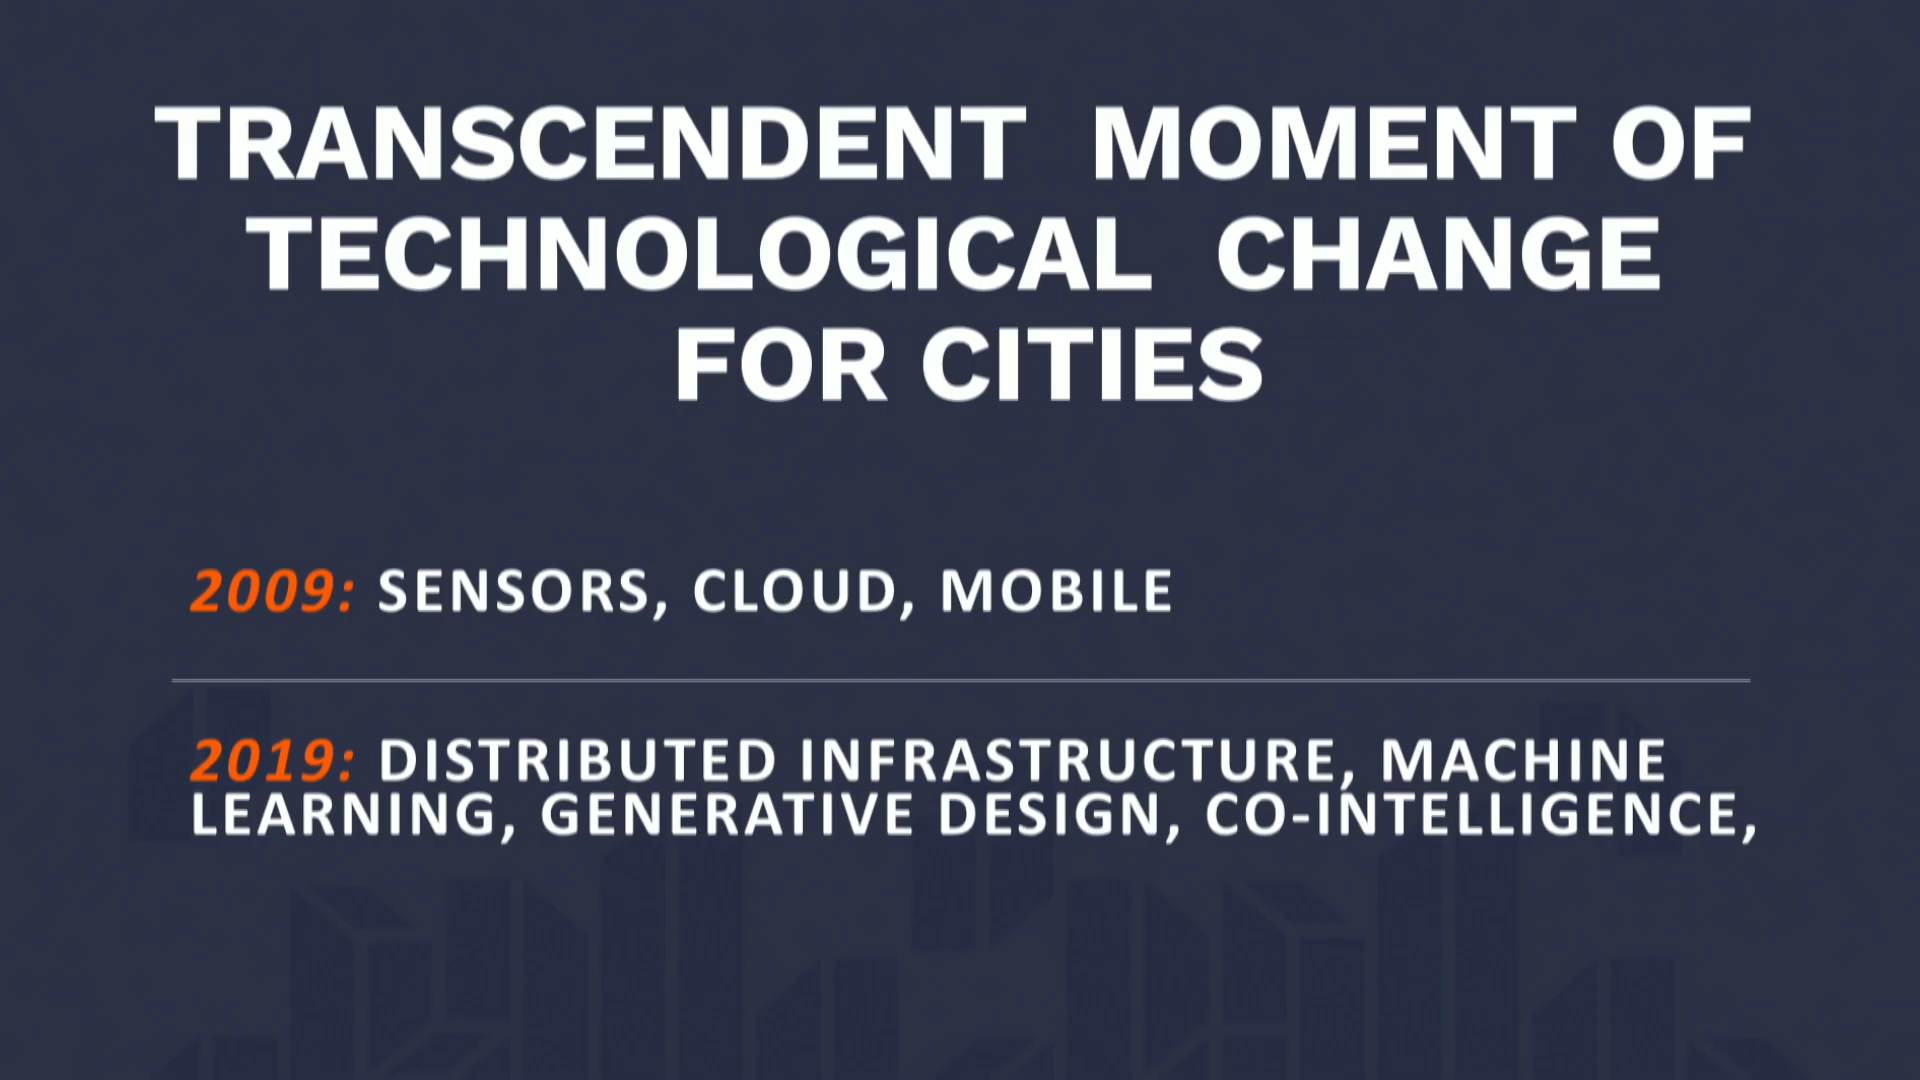 TRANSCENDENT MOMENT OF
TECHNOLOGICAL CHANGE
FOR CITIES
2009: SENSORS, CLOUD, MOBILE
2019: DISTRIBUTED INFRASTRUCTURE, MACHINE
LEARNING, GENERATIVE DESIGN, CO-INTELLIGENCE,